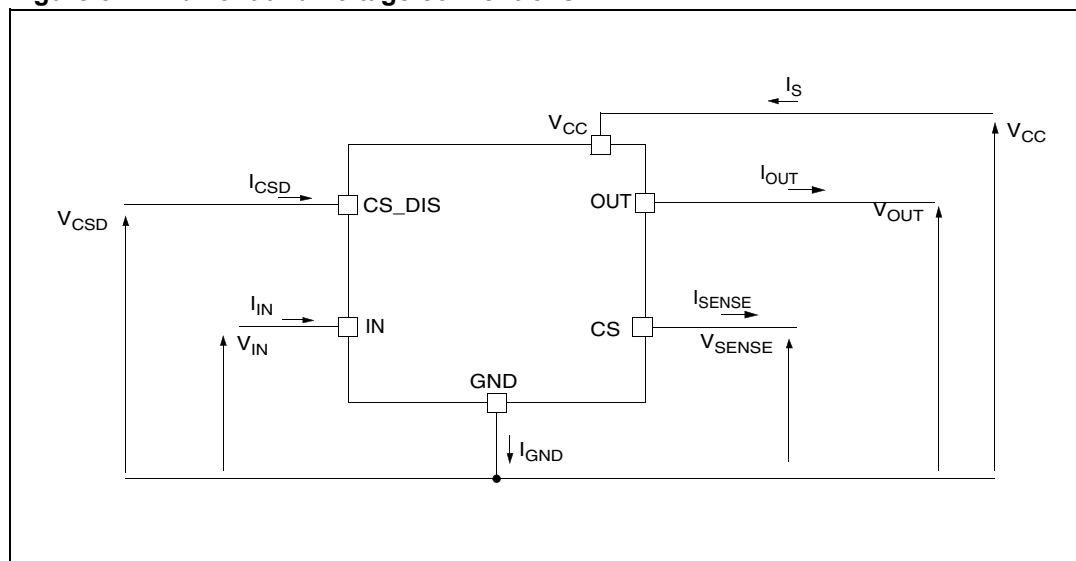 I_S
V_CC
V_CC
I_CSD
I_OUT
CS_DIS
OUT
V_CSD
V_OUT
I_IN
I_SENSE
IN
CS
V_IN
V_SENSE
GND
I_GND